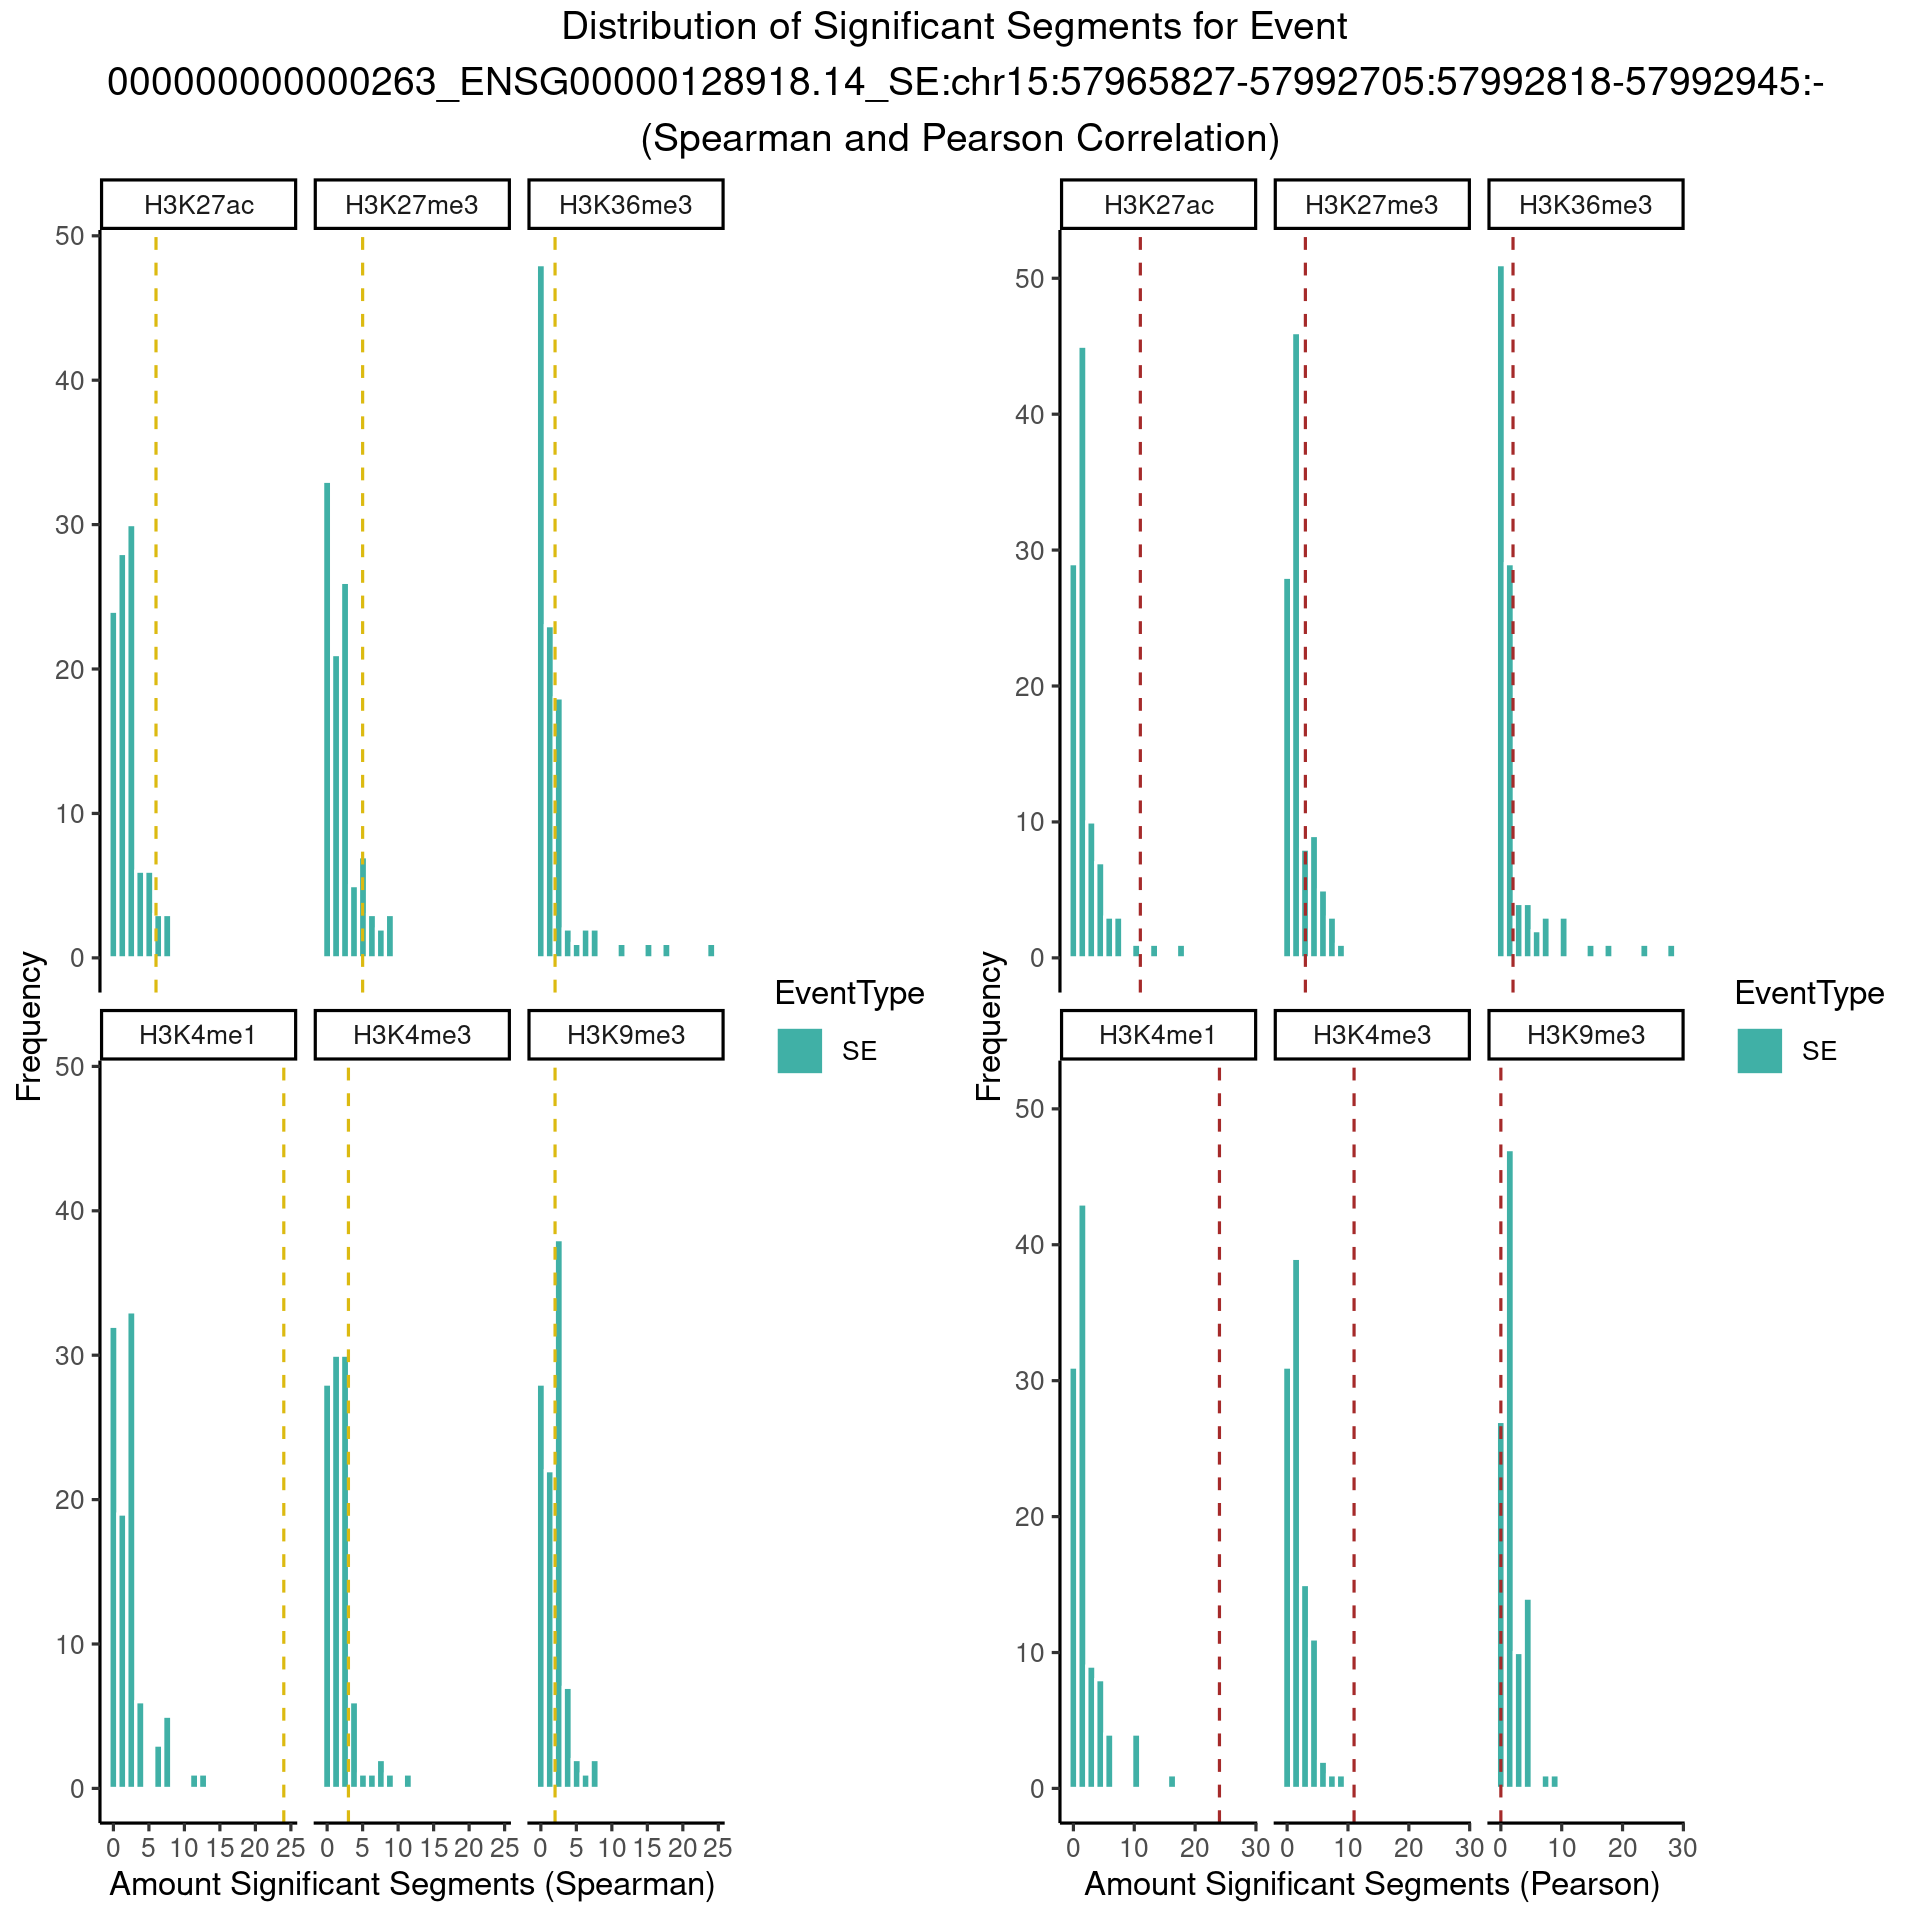 Distribution of Significant Segments for Event
000000000000263_ENSG00000128918.14_SE:chr15:57965827-57992705:57992818-57992945:-
(Spearman and Pearson Correlation)
H3K27ac H3K27me3 H3K36me3
50
40
30
20
10
0
H3K4me1 H3K4me3 H3K9me3
50
40
30
20
10
0
0 5 10 15 20 25 0 5 10 15 20 25 0 5 10 15 20 25
Frequency
Amount Significant Segments (Spearman)
EventType
SE
H3K27ac H3K27me3 H3K36me3
50
40
30
20
10
0
H3K4me1 H3K4me3 H3K9me3
50
40
30
20
10
0
0 10 20 30 0 10 20 30 0 10 20 30
Frequency
Amount Significant Segments (Pearson)
EventType
SE